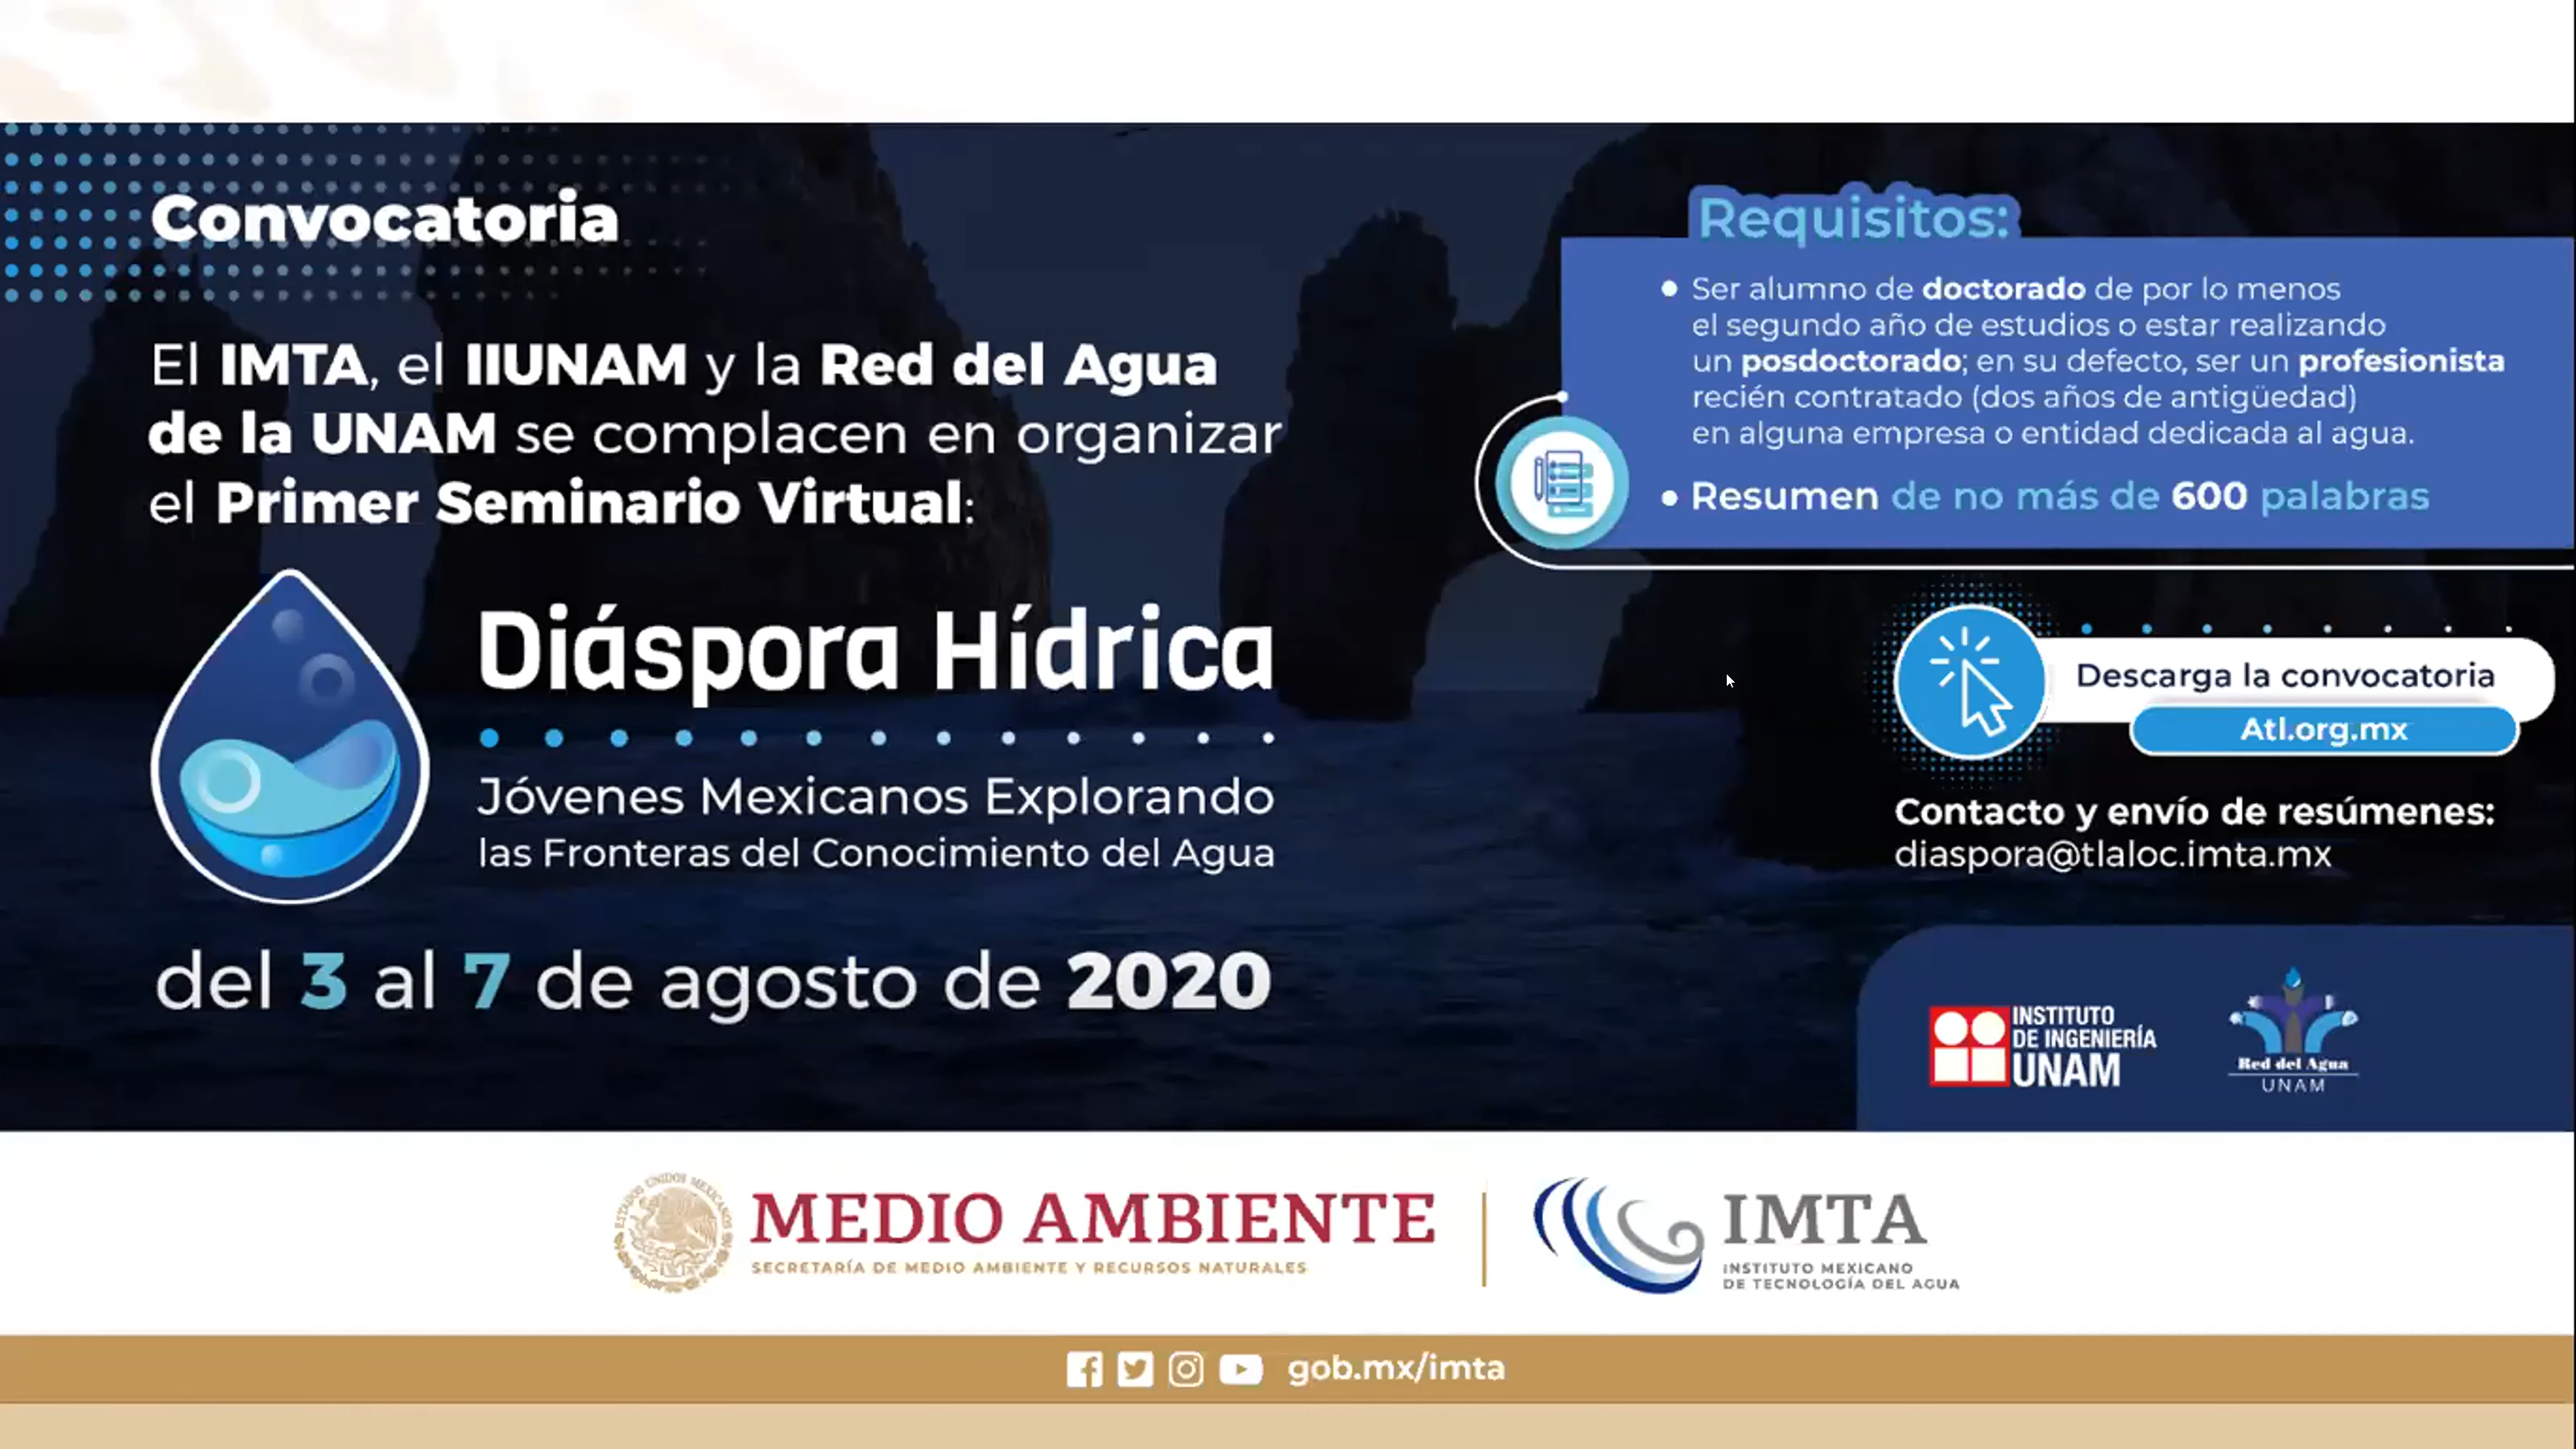 Convocatoria
El IMTA, el IIUNAM y la Red del Agua
de la UNAM se complacen en organizar
el Primer Seminario Virtual:
Diáspora Hídrica
Jóvenes Mexicanos Explorando
las Fronteras del Conocimiento del Agua
del 3 al 7 de agosto de 2020
Requisitos:
Ser alumno de doctorado de por lo menos
el segundo año de estudios o estar realizando
un posdoctorado; en su defecto, ser un profesionista
recién contratado (dos años de antigüedad)
en alguna empresa o entidad dedicada al agua.
Resumen de no más de 600 palabras
Descarga la convocatoria
Atl.org.mx
Contacto y envío de resúmenes:
diaspora@tlaloc.imta.mx
INSTITUTO
DE INGENIERÍA
UNAM
Red del Agua
UNAM
ESTADOS UNIDOS MEXICANOS
MEDIO AMBIENTE
SECRETARÍA DE MEDIO AMBIENTE Y RECURSOS NATURALES
IMTA
INSTITUTO MEXICANO
DE TECNOLOGÍA DEL AGUA
gob.mx/imta